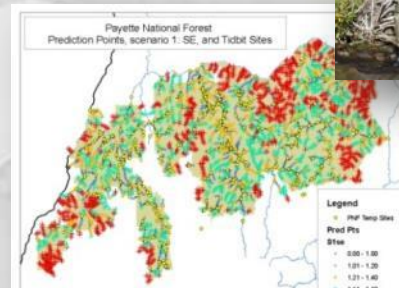 Payette National Forest
Prediction Points, scenario 1: SE, and Tidbit Sites
Legend
PNF Temp Sites
Pred Pts
S1se
0.00 - 1.00
1.01 - 1.20
1.21 - 1.40